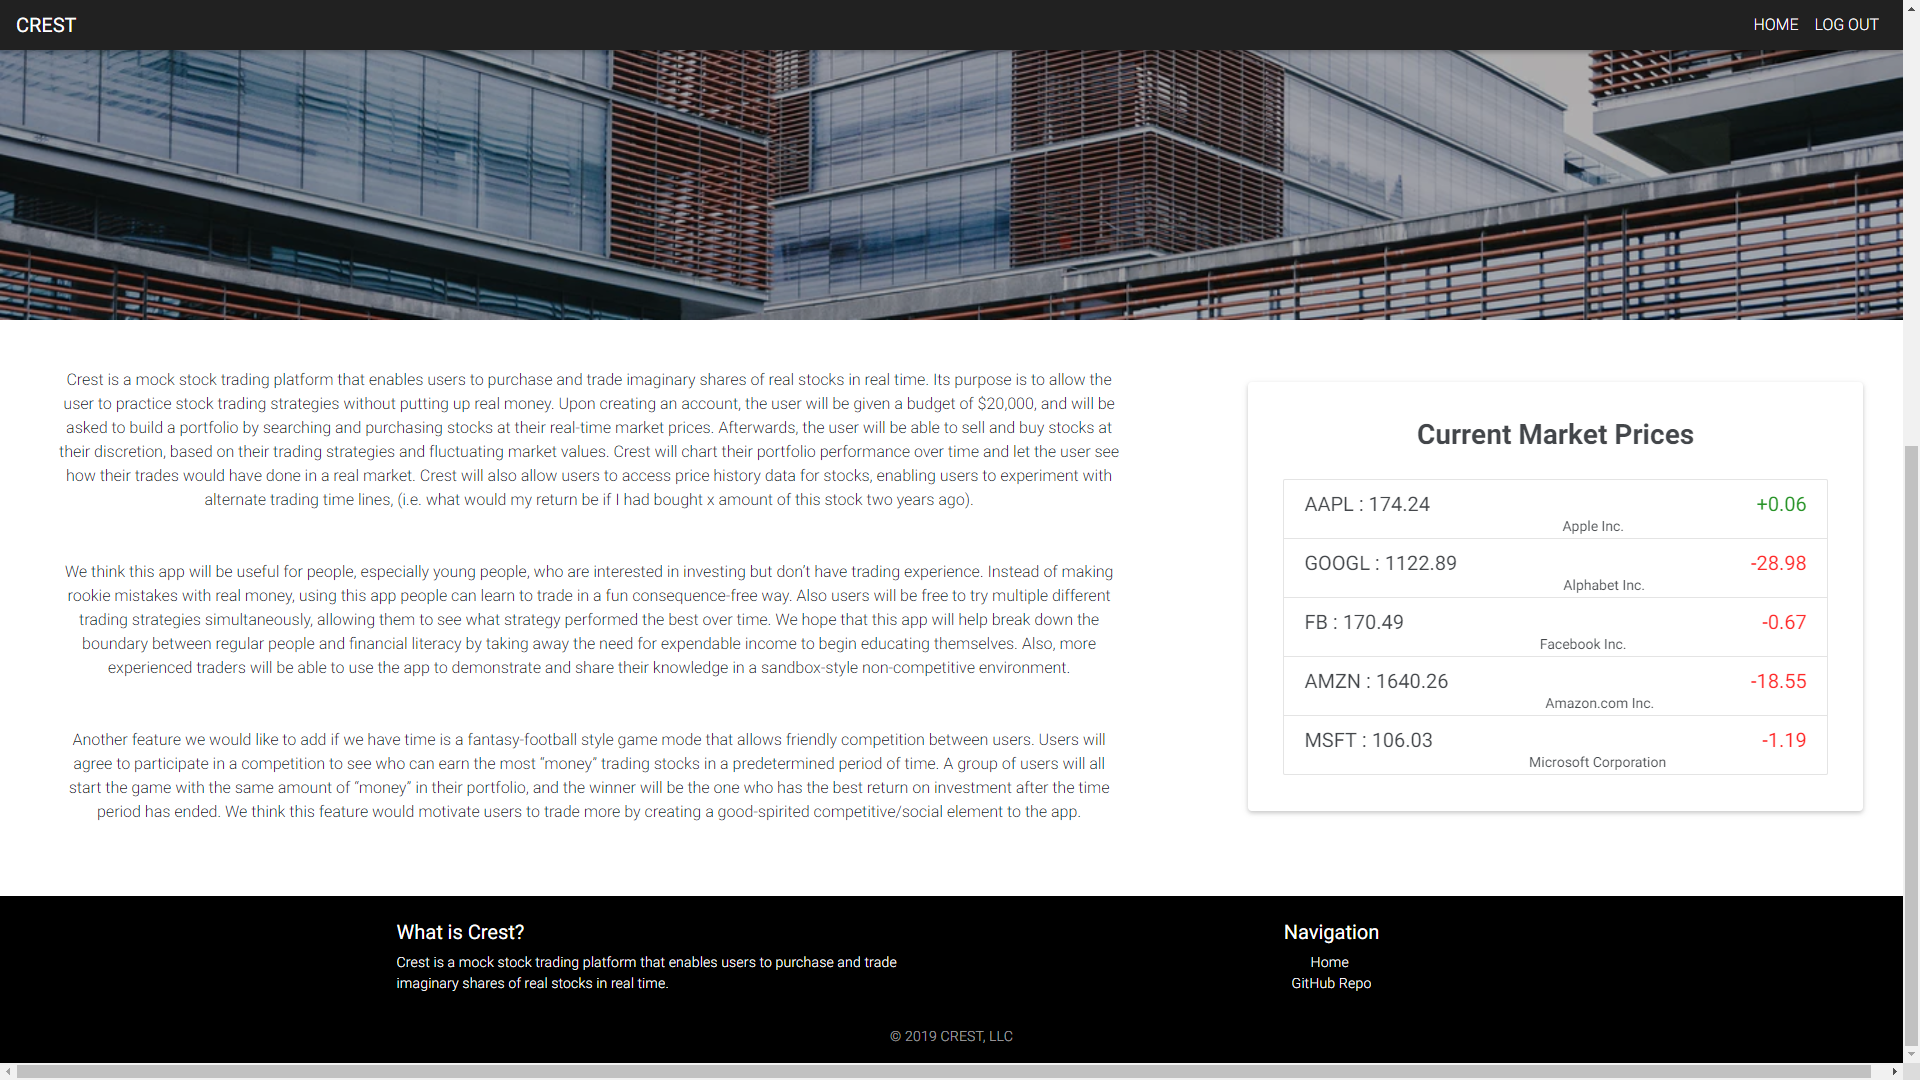 CREST
HOME LOG OUT
Crest is a mock stock trading platform that enables users to purchase and trade imaginary shares of real stocks in real time. Its purpose is to allow the
user to practice stock trading strategies without putting up real money. Upon creating an account, the user will be given a budget of $20,000, and will be
asked to build a portfolio by searching and purchasing stocks at their real-time market prices. Afterwards, the user will be able to sell and buy stocks at
their discretion, based on their trading strategies and fluctuating market values. Crest will chart their portfolio performance over time and let the user see
how their trades would have done in a real market. Crest will also allow users to access price history data for stocks, enabling users to experiment with
alternate trading time lines, (i.e. what would my return be if I had bought x amount of this stock two years ago).
We think this app will be useful for people, especially young people, who are interested in investing but don’t have trading experience. Instead of making
rookie mistakes with real money, using this app people can learn to trade in a fun consequence-free way. Also users will be free to try multiple different
trading strategies simultaneously, allowing them to see what strategy performed the best over time. We hope that this app will help break down the
boundary between regular people and financial literacy by taking away the need for expendable income to begin educating themselves. Also, more
experienced traders will be able to use the app to demonstrate and share their knowledge in a sandbox-style non-competitive environment.
Another feature we would like to add if we have time is a fantasy-football style game mode that allows friendly competition between users. Users will
agree to participate in a competition to see who can earn the most “money” trading stocks in a predetermined period of time. A group of users will all
start the game with the same amount of “money” in their portfolio, and the winner will be the one who has the best return on investment after the time
period has ended. We think this feature would motivate users to trade more by creating a good-spirited competitive/social element to the app.
Current Market Prices
AAPL : 174.24 +0.06
Apple Inc.
GOOGL : 1122.89 -28.98
Alphabet Inc.
FB : 170.49 -0.67
Facebook Inc.
AMZN : 1640.26 -18.55
Amazon.com Inc.
MSFT : 106.03 -1.19
Microsoft Corporation
What is Crest?
Crest is a mock stock trading platform that enables users to purchase and trade
imaginary shares of real stocks in real time.
Navigation
Home
GitHub Repo
© 2019 CREST, LLC